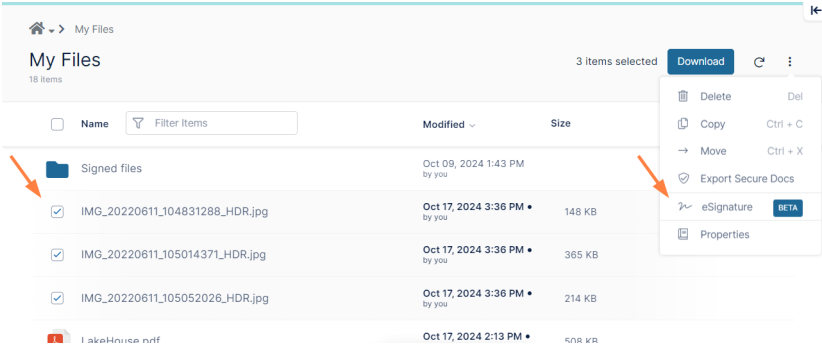 My Files
My Files
18 items
3 items selected
Download
Delete Del
Copy Ctrl + C
Move Ctrl + X
Export Secure Docs
eSignature BETA
Properties
Name Filter Items Modified Size
Signed files Oct 09, 2024 1:43 PM
by you
IMG_20220611_104831288_HDR.jpg Oct 17, 2024 3:36 PM • 148 KB
by you
IMG_20220611_105014371_HDR.jpg Oct 17, 2024 3:36 PM • 365 KB
by you
IMG_20220611_105052026_HDR.jpg Oct 17, 2024 3:36 PM • 214 KB
by you
LakeHouse.pdf Oct 17, 2024 2:13 PM • 508 KB